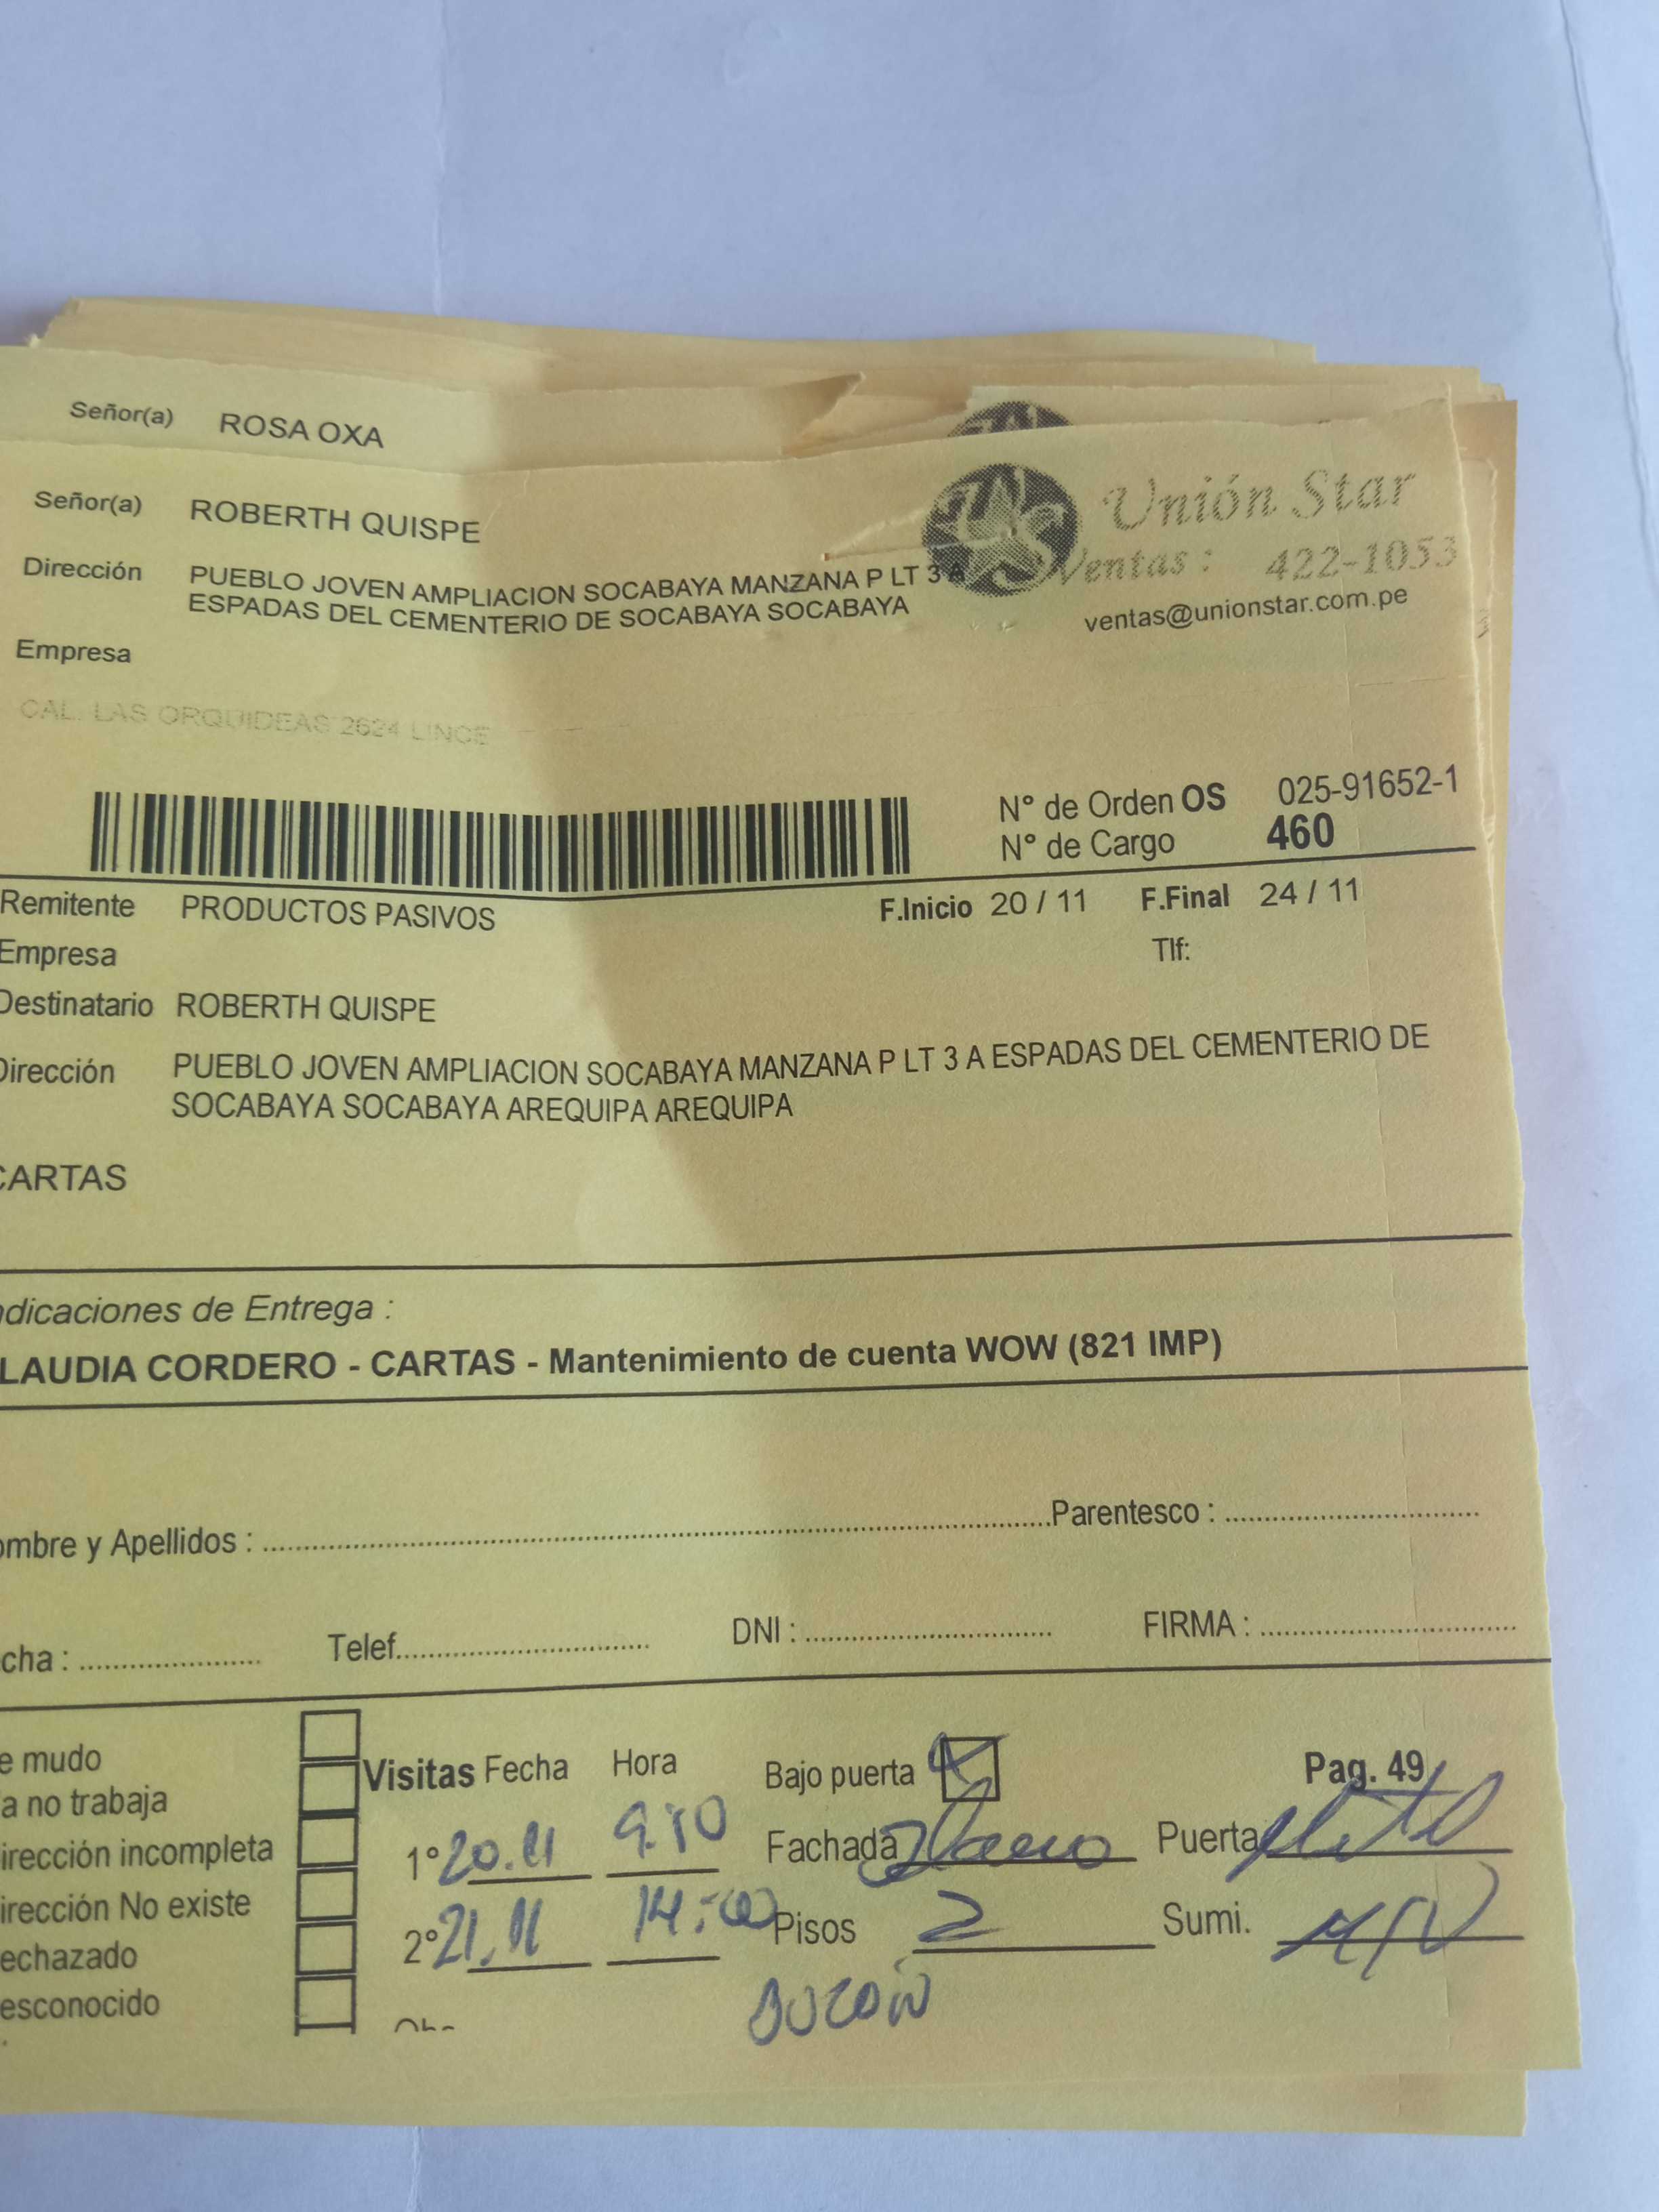 Señor(a) ROSA OXA
Señor(a) ROBERTH QUISPE
Unión Star
Ventas : 422-1053
ventas@unionstar.com.pe
Dirección PUEBLO JOVEN AMPLIACION SOCABAYA MANZANA P LT 3 A
ESPADAS DEL CEMENTERIO DE SOCABAYA SOCABAYA
Empresa
CAL. LAS ORQUIDEAS 2624 LINCE
N° de Orden OS 025-91652-1
N° de Cargo 460
Remitente PRODUCTOS PASIVOS F.Inicio 20 / 11 F.Final 24 / 11
Empresa Tlf:
Destinatario ROBERTH QUISPE
Dirección PUEBLO JOVEN AMPLIACION SOCABAYA MANZANA P LT 3 A ESPADAS DEL CEMENTERIO DE
SOCABAYA SOCABAYA AREQUIPA AREQUIPA
CARTAS
ndicaciones de Entrega :
LAUDIA CORDERO - CARTAS - Mantenimiento de cuenta WOW (821 IMP)
ombre y Apellidos : Parentesco :
cha : Telef. DNI : FIRMA :
e mudo
a no trabaja
irección incompleta
irección No existe
echazado
esconocido
Visitas Fecha Hora Bajo puerta Pag. 49
1° 20.11 Fachada Puerta
2° 21.11 14:00 Pisos 2 Sumi.
BUZON